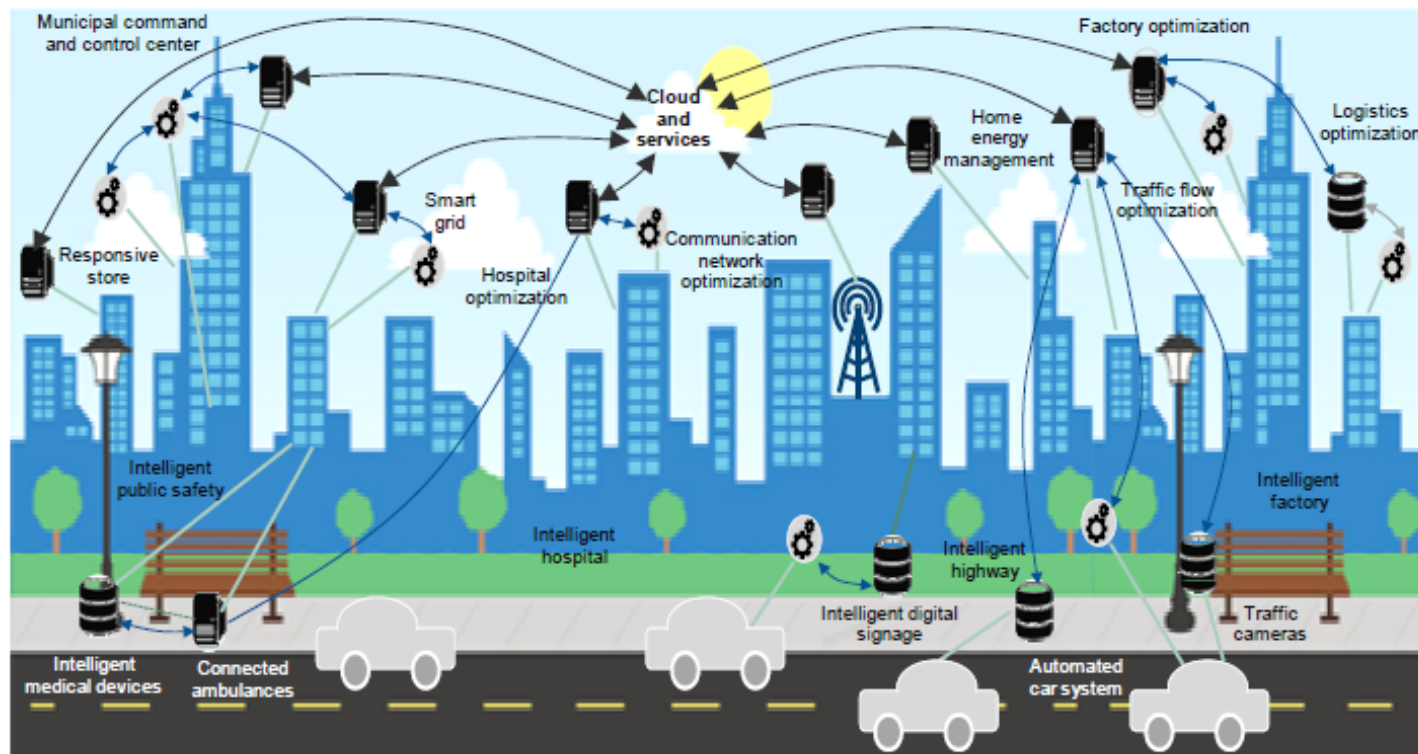 Municipal command
and control center
Factory optimization
Cloud
and
services
Home
energy
management
Logistics
optimization
Smart
grid
Traffic flow
optimization
Responsive
store
Communication
network
optimization
Hospital
optimization
Intelligent
public safety
Intelligent
factory
Intelligent
hospital
Intelligent
highway
Intelligent digital
signage
Traffic
cameras
Intelligent
medical devices
Connected
ambulances
Automated
car system